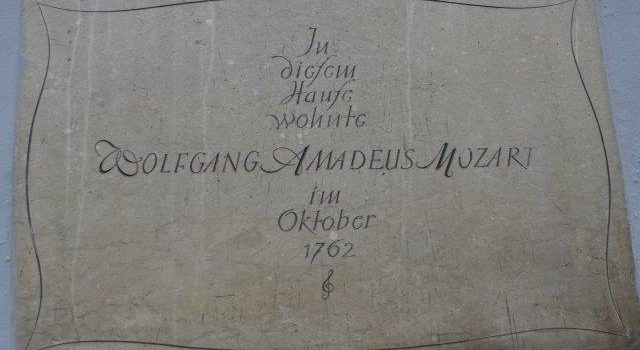 In
dieſem
Hauſe
wohnte
WOLFGANG AMADEUS MOZART
im
Oktober
1762